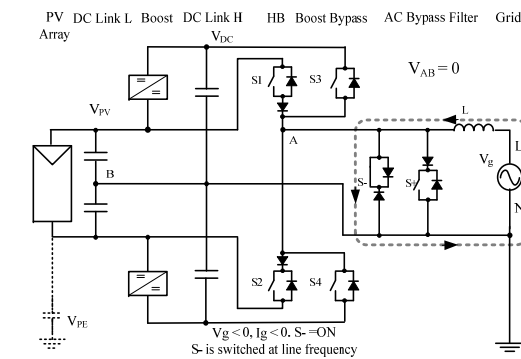 PV Array DC Link L Boost DC Link H HB Boost Bypass AC Bypass Filter Grid
V_DC
S1
S3
V_AB = 0
V_PV
L
A
L
V_g
B
S-
S+
N
S2
S4
V_PE
Vg<0, Ig<0. S-=ON
S- is switched at line frequency